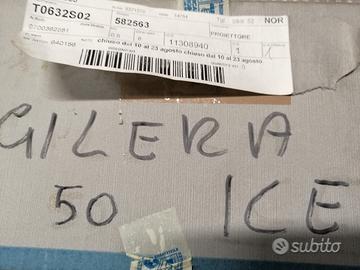 T0632S02
582563
NOR
11308940
PROIETTORE
chiuso dal 10 al 23 agosto chiuso dal 10 al 23 agosto
GILERA
50 ICE
subito